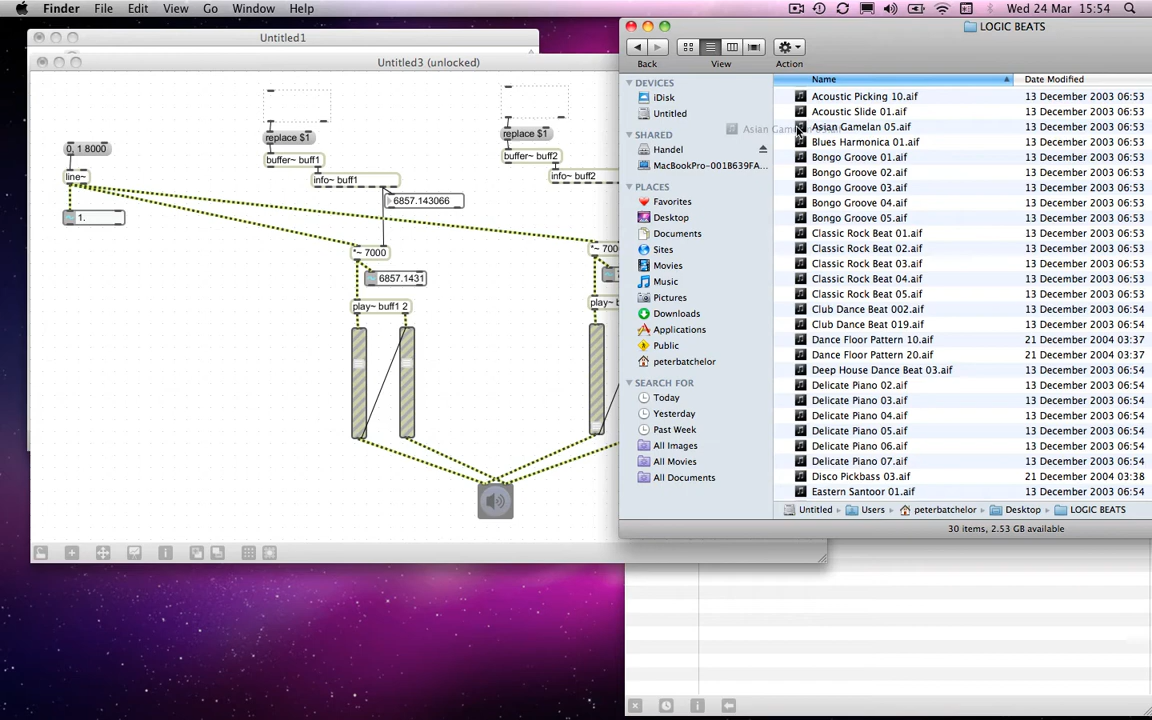 Finder File Edit View Go Window Help
Wed 24 Mar 15:54
Untitled1
Untitled3 (unlocked)
0, 1 8000
line~
1.
replace $1
buffer~ buff1
info~ buff1
6857.143066
*~ 7000
6857.1431
play~ buff1 2
replace $1
buffer~ buff2
info~ buff2
*~ 700
play~
LOGIC BEATS
Back View Action
DEVICES
iDisk
Untitled
SHARED
Handel
MacBookPro-001B639FA...
PLACES
Favorites
Desktop
Documents
Sites
Movies
Music
Pictures
Downloads
Applications
Public
peterbatchelor
SEARCH FOR
Today
Yesterday
Past Week
All Images
All Movies
All Documents
Name Date Modified
Acoustic Picking 10.aif 13 December 2003 06:53
Acoustic Slide 01.aif 13 December 2003 06:53
Asian Gamelan 05.aif 13 December 2003 06:53
Blues Harmonica 01.aif 13 December 2003 06:53
Bongo Groove 01.aif 13 December 2003 06:53
Bongo Groove 02.aif 13 December 2003 06:53
Bongo Groove 03.aif 13 December 2003 06:53
Bongo Groove 04.aif 13 December 2003 06:53
Bongo Groove 05.aif 13 December 2003 06:53
Classic Rock Beat 01.aif 13 December 2003 06:53
Classic Rock Beat 02.aif 13 December 2003 06:53
Classic Rock Beat 03.aif 13 December 2003 06:53
Classic Rock Beat 04.aif 13 December 2003 06:53
Classic Rock Beat 05.aif 13 December 2003 06:53
Club Dance Beat 002.aif 13 December 2003 06:54
Club Dance Beat 019.aif 13 December 2003 06:54
Dance Floor Pattern 10.aif 21 December 2004 03:37
Dance Floor Pattern 20.aif 21 December 2004 03:37
Deep House Dance Beat 03.aif 13 December 2003 06:54
Delicate Piano 02.aif 13 December 2003 06:54
Delicate Piano 03.aif 13 December 2003 06:54
Delicate Piano 04.aif 13 December 2003 06:54
Delicate Piano 05.aif 13 December 2003 06:54
Delicate Piano 06.aif 13 December 2003 06:54
Delicate Piano 07.aif 13 December 2003 06:54
Disco Pickbass 03.aif 21 December 2004 03:38
Eastern Santoor 01.aif 13 December 2003 06:54
Untitled Users peterbatchelor Desktop LOGIC BEATS
30 items, 2.53 GB available